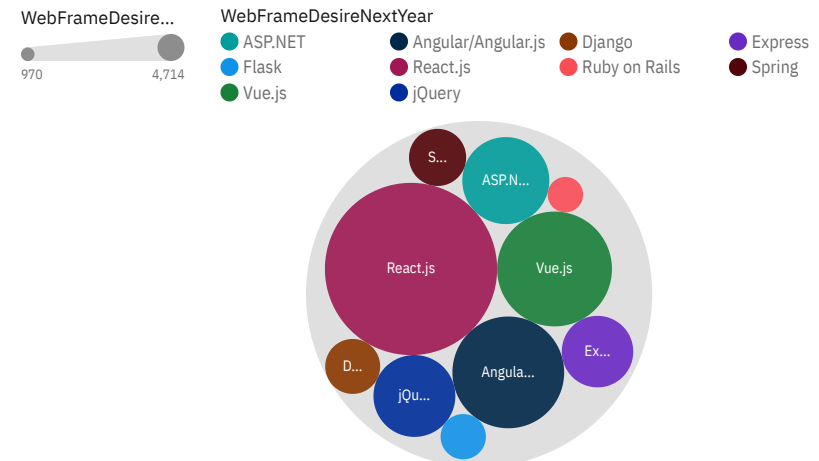 WebFrameDesire...
970 4,714
WebFrameDesireNextYear
ASP.NET Angular/Angular.js Django Express
Flask React.js Ruby on Rails Spring
Vue.js jQuery
S...
ASP.N...
React.js
Vue.js
Ex...
D...
Angula...
jQu...